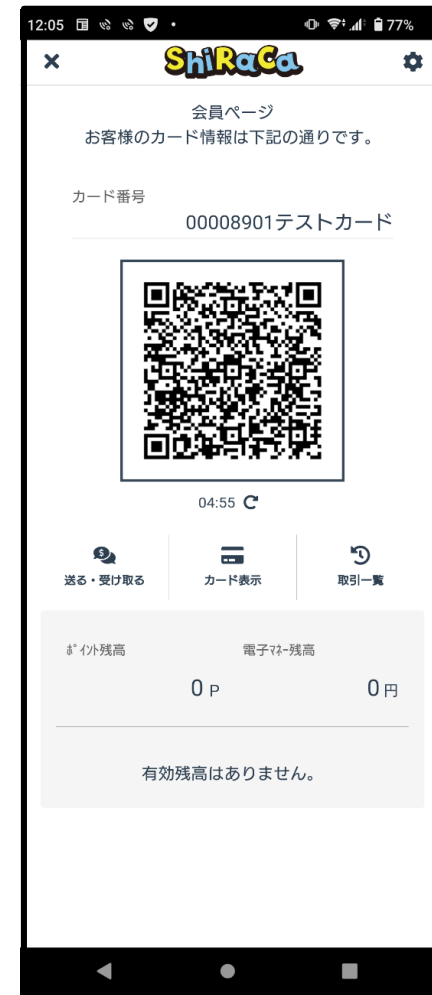 12:05 77%
ShiRaCa
会員ページ
お客様のカード情報は下記の通りです。
カード番号
00008901テストカード
04:55
送る・受け取る カード表示 取引一覧
ﾎﾟｲﾝﾄ残高 電子ﾏﾈｰ残高
0 P 0 円
有効残高はありません。